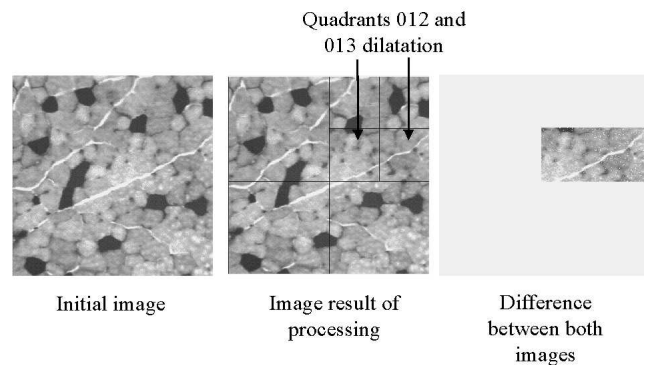 Quadrants 012 and
013 dilatation
Initial image
Image result of
processing
Difference
between both
images